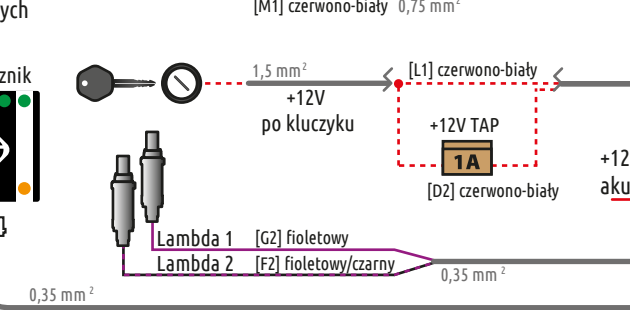 ych
[M1] czerwono-biały 0,75 mm²
znik
1,5 mm²
[L1] czerwono-biały
+12V
po kluczyku
+12V TAP
1A
[D2] czerwono-biały
+12
aku
Lambda 1 [G2] fioletowy
Lambda 2 [F2] fioletowy/czarny
0,35 mm²
0,35 mm²